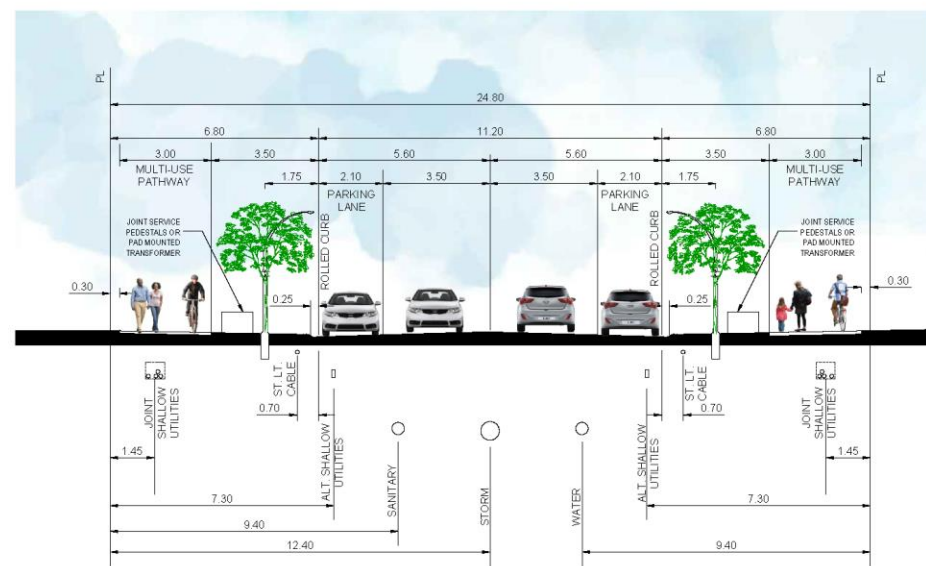 PL
PL
24.80
6.80
11.20
6.80
3.00
3.50
5.60
5.60
3.50
3.00
MULTI-USE
PATHWAY
1.75
2.10
3.50
3.50
2.10
1.75
MULTI-USE
PATHWAY
PARKING
LANE
PARKING
LANE
ROLLED CURB
ROLLED CURB
JOINT SERVICE
PEDESTALS OR
PAD MOUNTED
TRANSFORMER
JOINT SERVICE
PEDESTALS OR
PAD MOUNTED
TRANSFORMER
0.30
0.25
0.25
0.30
ST. LT.
CABLE
ST. LT.
CABLE
0.70
0.70
JOINT
SHALLOW
UTILITIES
JOINT
SHALLOW
UTILITIES
1.45
1.45
ALT. SHALLOW
UTILITIES
SANITARY
STORM
WATER
ALT. SHALLOW
UTILITIES
7.30
7.30
9.40
12.40
9.40